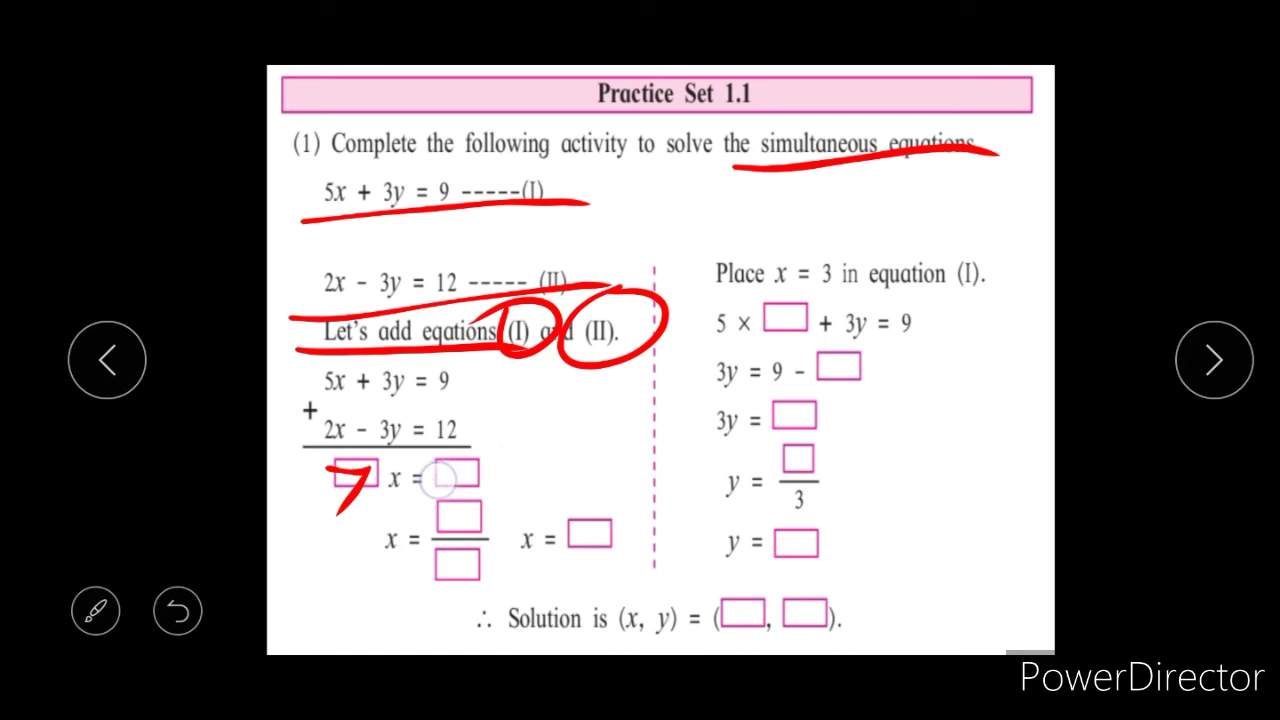 Practice Set 1.1
(1) Complete the following activity to solve the simultaneous equations
5x + 3y = 9 -----(I)
2x - 3y = 12 ----- (II)
Let's add eqations (I) and (II).
5x + 3y = 9
+
2x - 3y = 12
7 x =
x =
x =
Place x = 3 in equation (I).
5 × + 3y = 9
3y = 9 -
3y =
y = 
3
y =
∴ Solution is (x, y) = ( , ).
PowerDirector